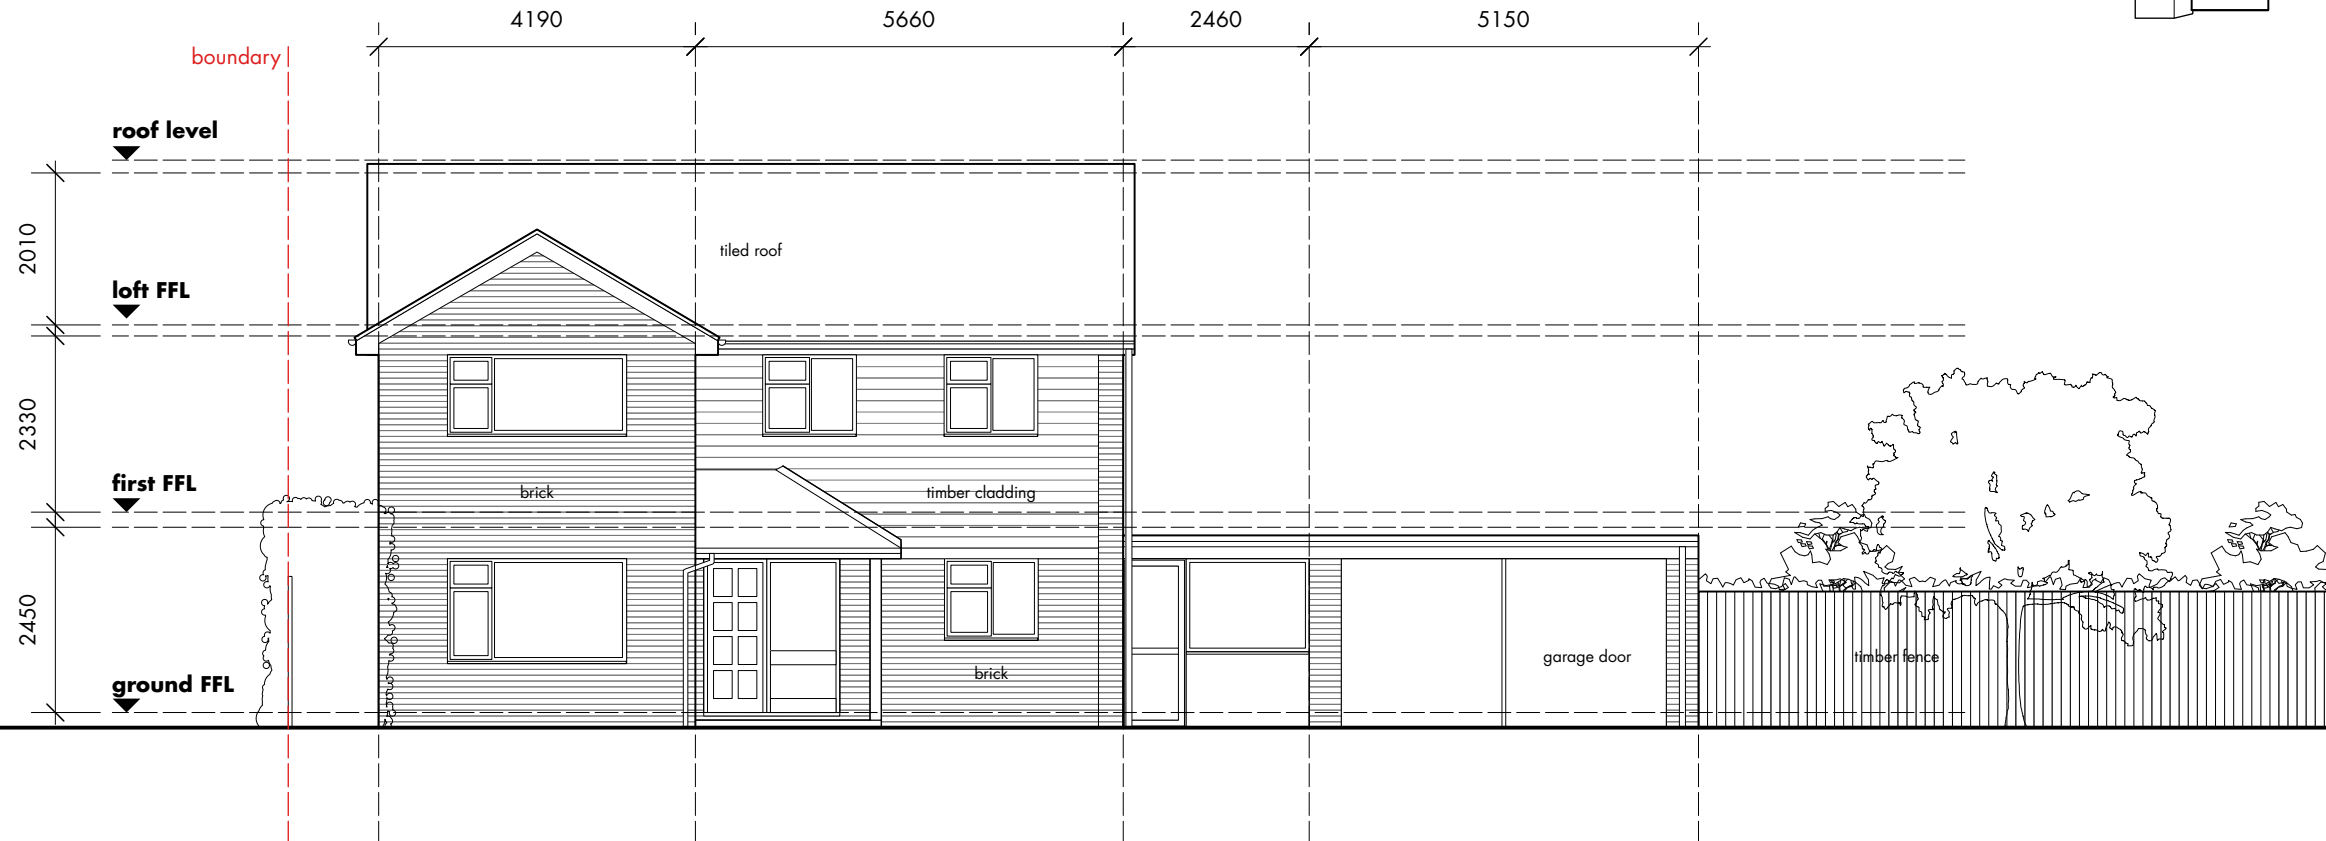 4190
5660
2460
5150
boundary
roof level
2010
tiled roof
loft FFL
2330
first FFL
brick
timber cladding
2450
garage door
timber fence
brick
ground FFL